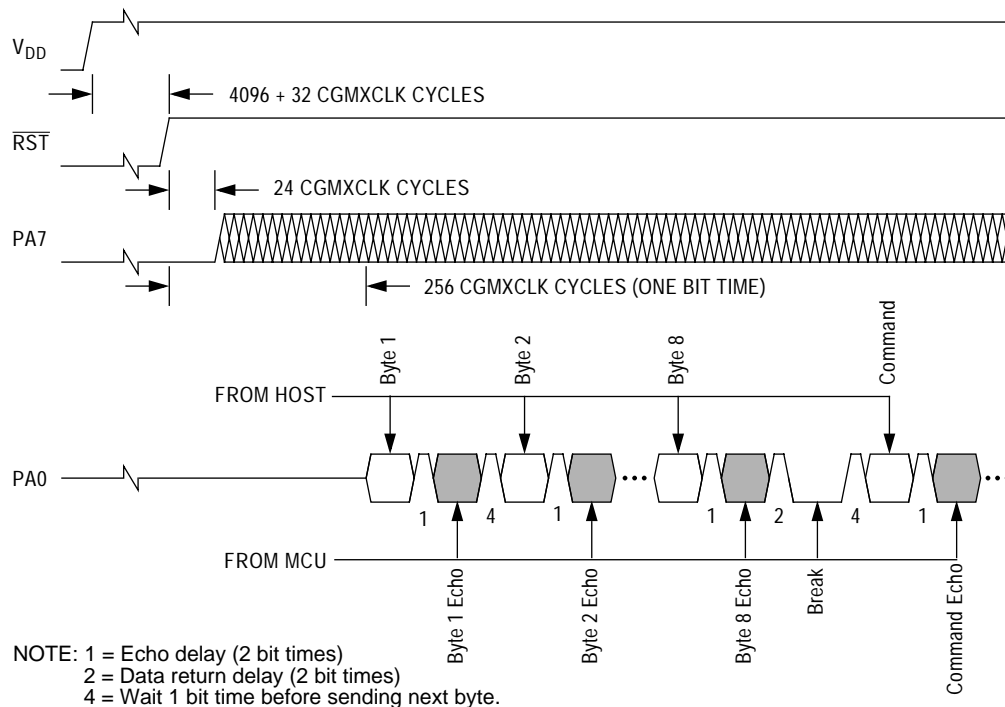 VDD
4096 + 32 CGMXCLK CYCLES
RST
24 CGMXCLK CYCLES
PA7
256 CGMXCLK CYCLES (ONE BIT TIME)
Byte 1
Byte 2
Byte 8
Command
FROM HOST
PA0
1
4
1
1
2
4
1
FROM MCU
Byte 1 Echo
Byte 2 Echo
Byte 8 Echo
Break
Command Echo
NOTE: 1 = Echo delay (2 bit times)
2 = Data return delay (2 bit times)
4 = Wait 1 bit time before sending next byte.